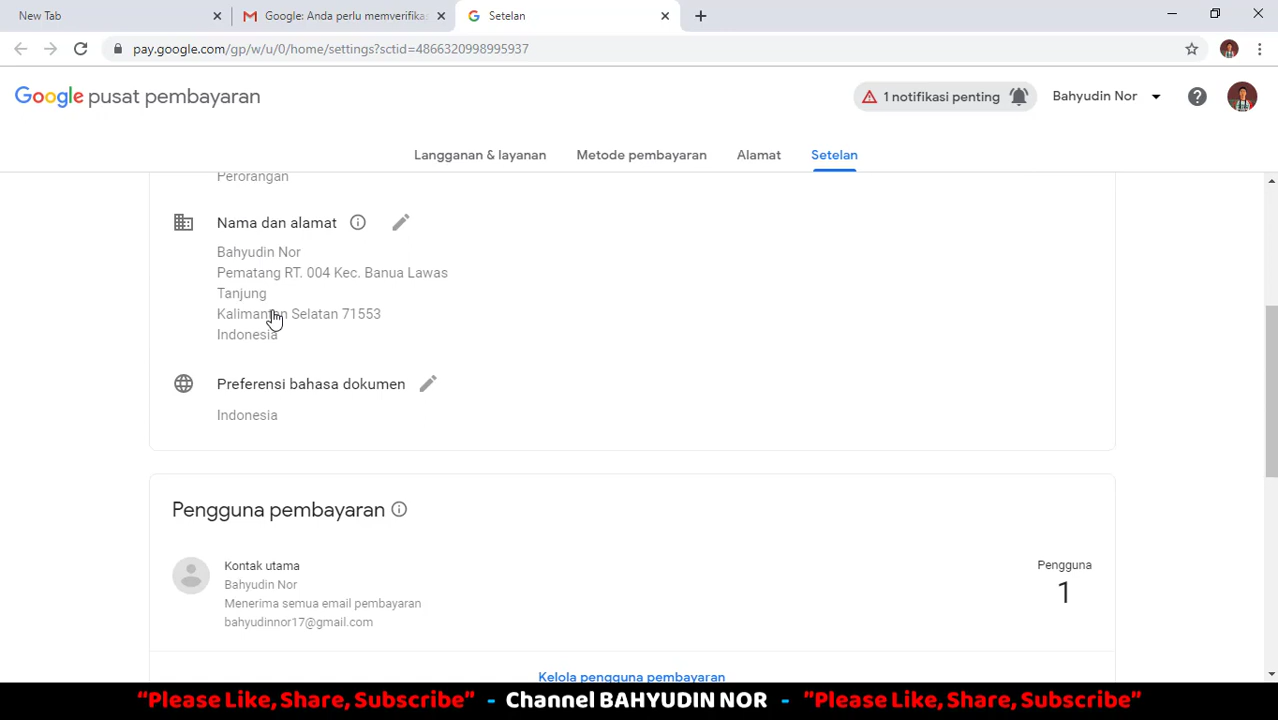 New Tab
Google: Anda perlu memverifika
Setelan
pay.google.com/gp/w/u/0/home/settings?sctid=4866320998995937
Google pusat pembayaran
1 notifikasi penting
Bahyudin Nor
Langganan & layanan
Metode pembayaran
Alamat
Setelan
Perorangan
Nama dan alamat
Bahyudin Nor
Pematang RT. 004 Kec. Banua Lawas
Tanjung
Kalimantan Selatan 71553
Indonesia
Preferensi bahasa dokumen
Indonesia
Pengguna pembayaran
Kontak utama
Bahyudin Nor
Menerima semua email pembayaran
bahyudinnor17@gmail.com
Pengguna
1
Kelola pengguna pembayaran
"Please Like, Share, Subscribe" - Channel BAHYUDIN NOR - "Please Like, Share, Subscribe"